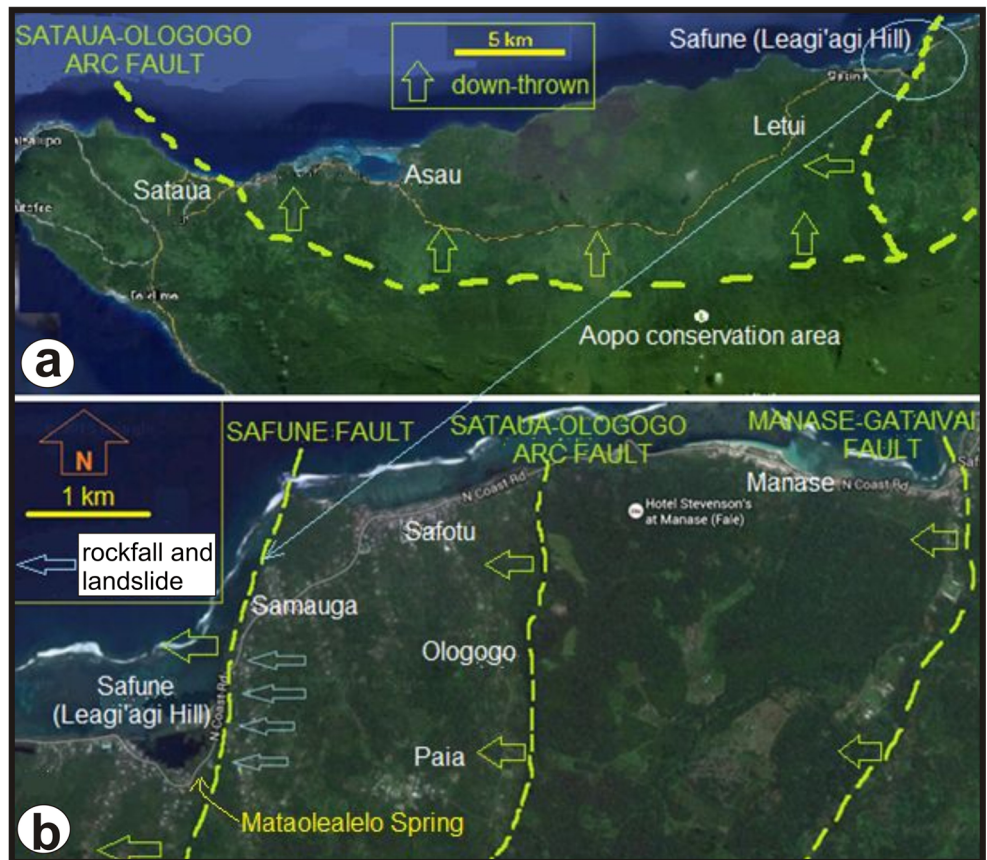 SATAUA-OLOGOGO
ARC FAULT
5 km
down-thrown
Safune (Leagi'agi Hill)
Letui
Sataua
Asau
Aopo conservation area
a
N
1 km
rockfall and
landslide
SAFUNE FAULT
SATAUA-OLOGOGO
ARC FAULT
MANASE-GATAIVAI
FAULT
N Coast Rd
Manase
N Coast Rd
Hotel Stevenson's
at Manase (Fale)
Safotu
Samauga
Ologogo
Safune
(Leagi'agi Hill)
N Coast Rd
Paia
Mataolealelo Spring
b